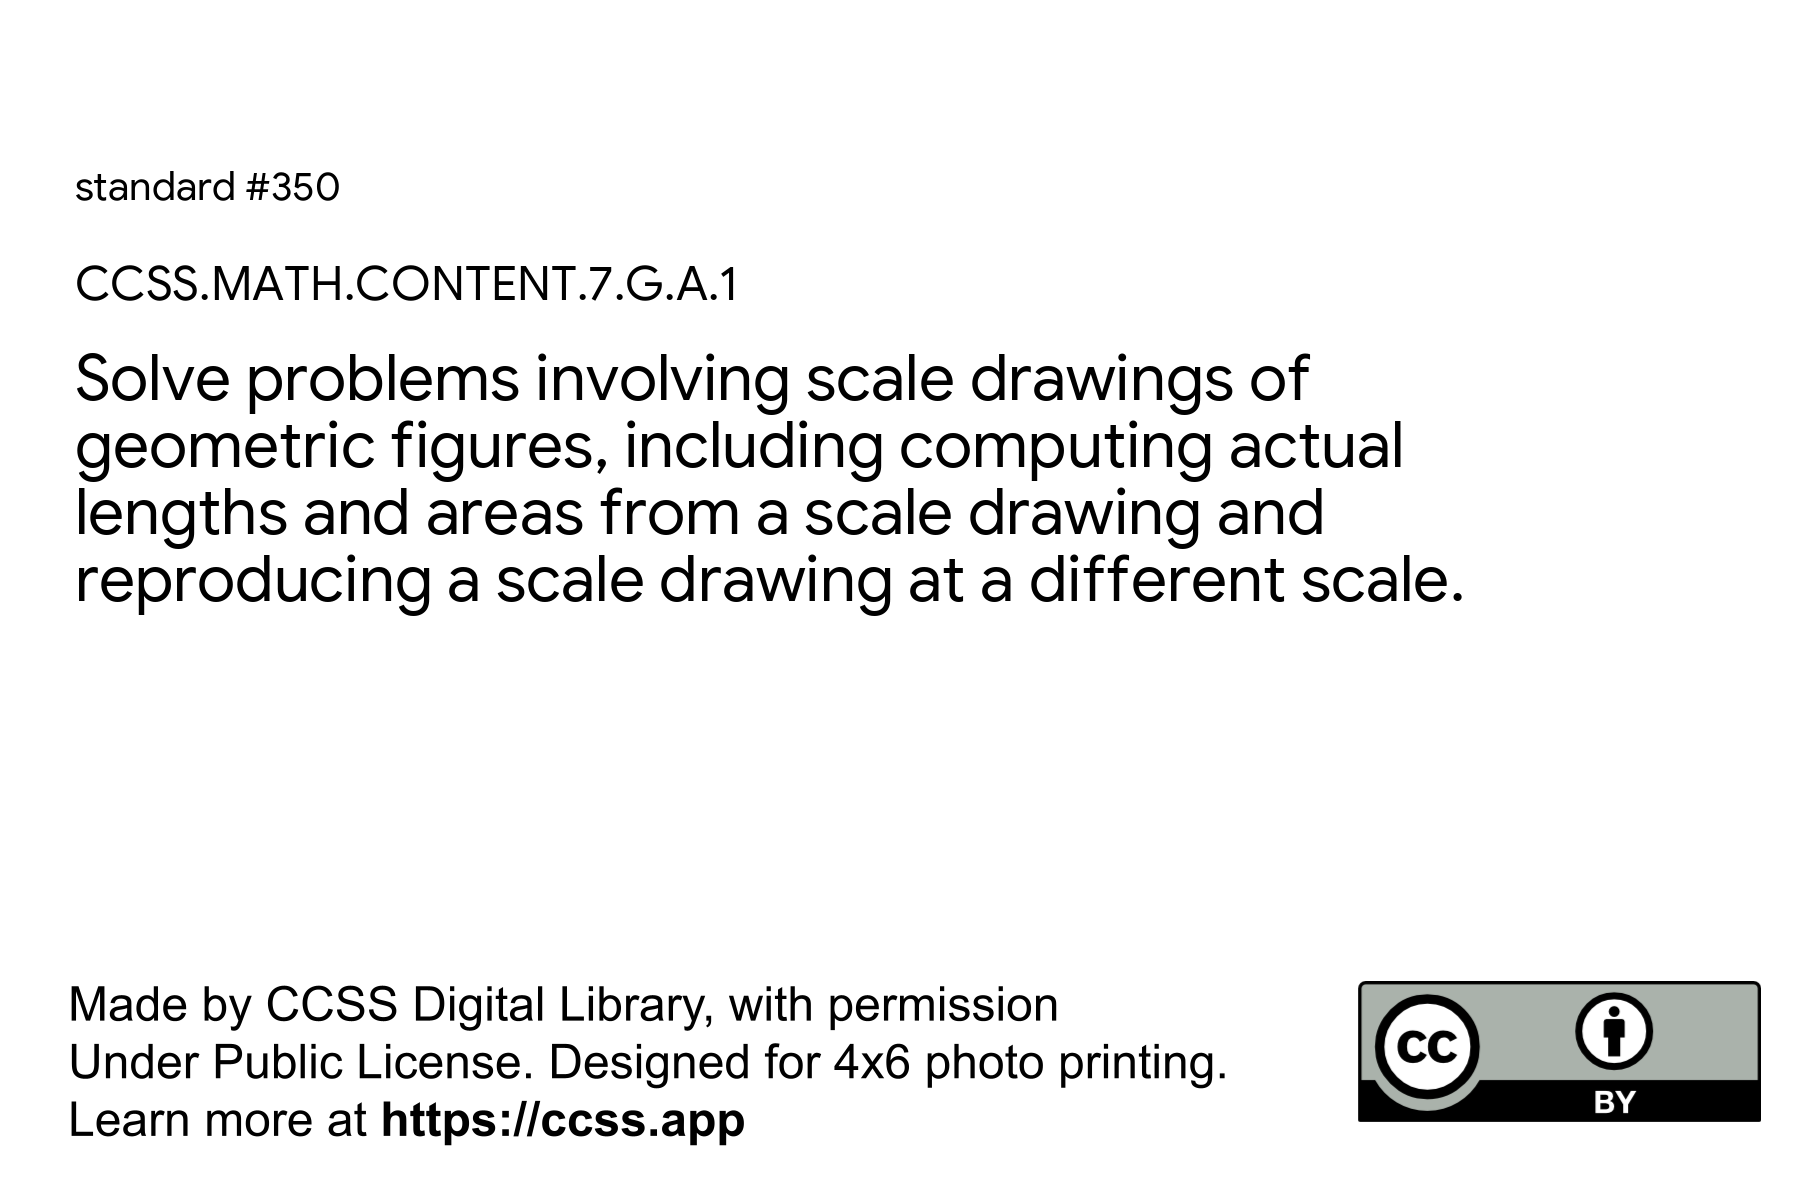 standard #350
CCSS.MATH.CONTENT.7.G.A.1
Solve problems involving scale drawings of
geometric figures, including computing actual
lengths and areas from a scale drawing and
reproducing a scale drawing at a different scale.
Made by CCSS Digital Library, with permission
Under Public License. Designed for 4x6 photo printing.
Learn more at https://ccss.app
CC
BY